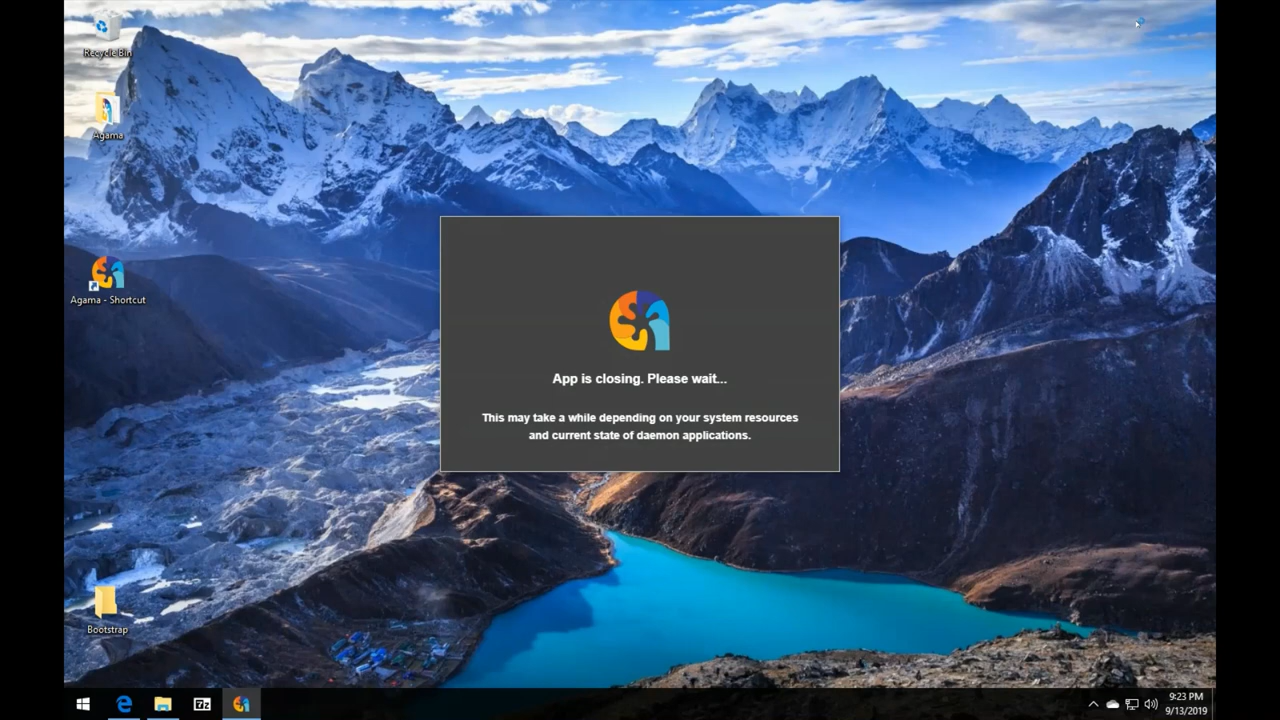 Recycle Bin
Agama
Agama - Shortcut
App is closing. Please wait...
This may take a while depending on your system resources
and current state of daemon applications.
Bootstrap
7z
9:23 PM
9/13/2019